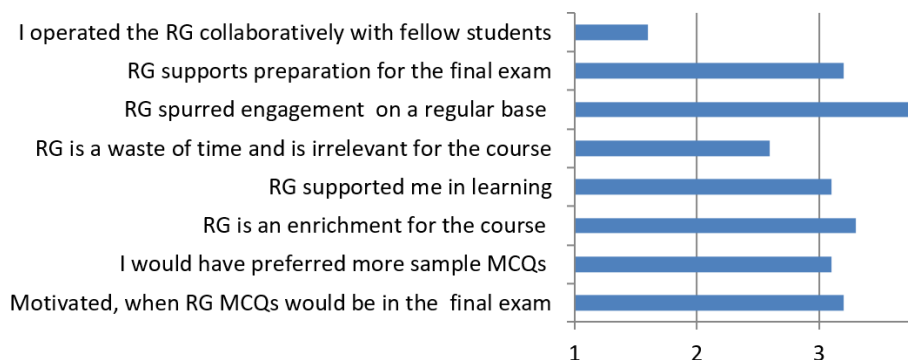 I operated the RG collaboratively with fellow students
RG supports preparation for the final exam
RG spurred engagement  on a regular base
RG is a waste of time and is irrelevant for the course
RG supported me in learning
RG is an enrichment for the course
I would have preferred more sample MCQs
Motivated, when RG MCQs would be in the  final exam
1 2 3